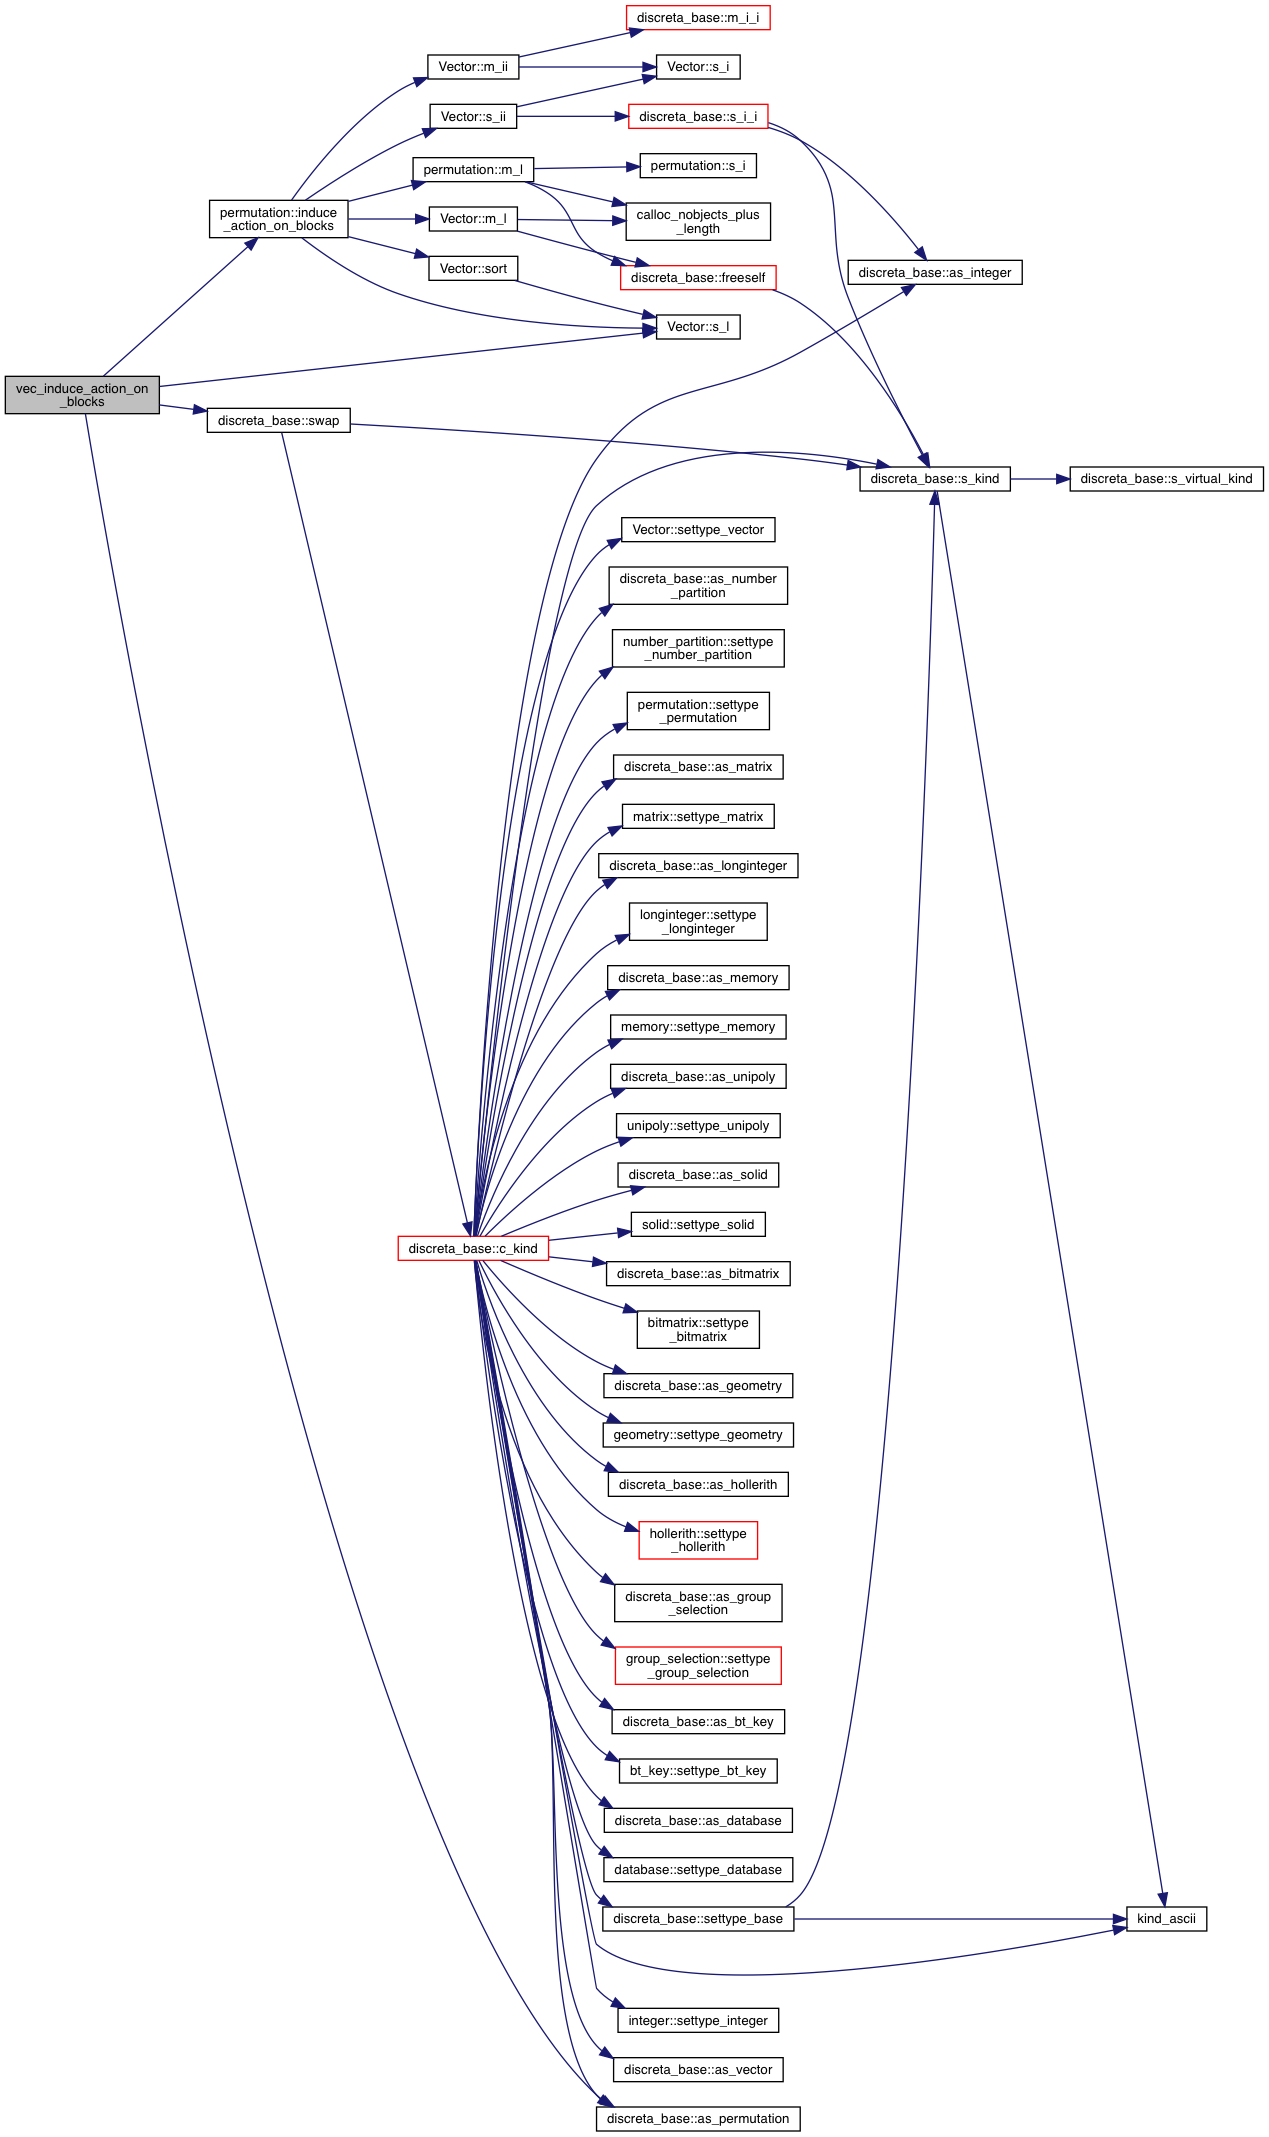 discreta_base::m_i_i
Vector::m_ii
Vector::s_i
Vector::s_ii
discreta_base::s_i_i
permutation::m_l
permutation::s_i
permutation::induce
_action_on_blocks
Vector::m_l
calloc_nobjects_plus
_length
Vector::sort
discreta_base::freeself
discreta_base::as_integer
Vector::s_l
vec_induce_action_on
_blocks
discreta_base::swap
discreta_base::s_kind
discreta_base::s_virtual_kind
Vector::settype_vector
discreta_base::as_number
_partition
number_partition::settype
_number_partition
permutation::settype
_permutation
discreta_base::as_matrix
matrix::settype_matrix
discreta_base::as_longinteger
longinteger::settype
_longinteger
discreta_base::as_memory
memory::settype_memory
discreta_base::as_unipoly
unipoly::settype_unipoly
discreta_base::as_solid
solid::settype_solid
discreta_base::c_kind
discreta_base::as_bitmatrix
bitmatrix::settype
_bitmatrix
discreta_base::as_geometry
geometry::settype_geometry
discreta_base::as_hollerith
hollerith::settype
_hollerith
discreta_base::as_group
_selection
group_selection::settype
_group_selection
discreta_base::as_bt_key
bt_key::settype_bt_key
discreta_base::as_database
database::settype_database
discreta_base::settype_base
kind_ascii
integer::settype_integer
discreta_base::as_vector
discreta_base::as_permutation